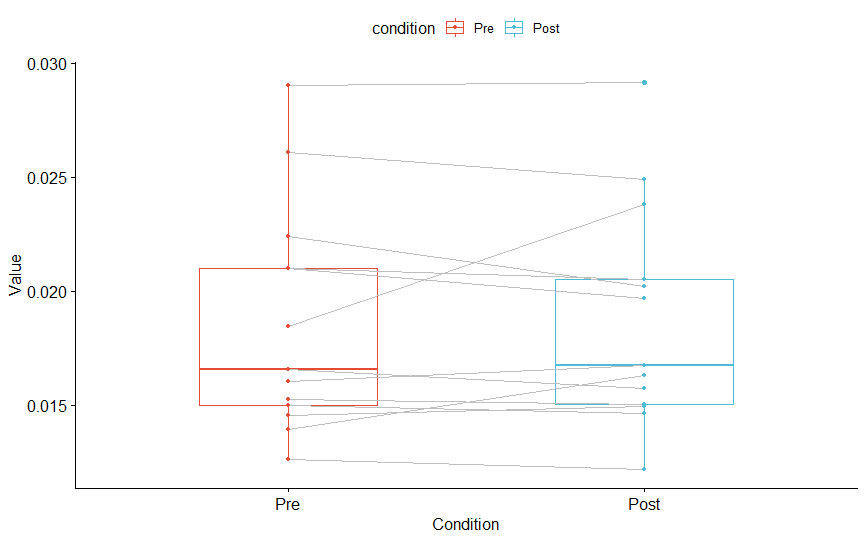 condition Pre Post
0.030
0.025
0.020
0.015
Value
Pre Post
Condition